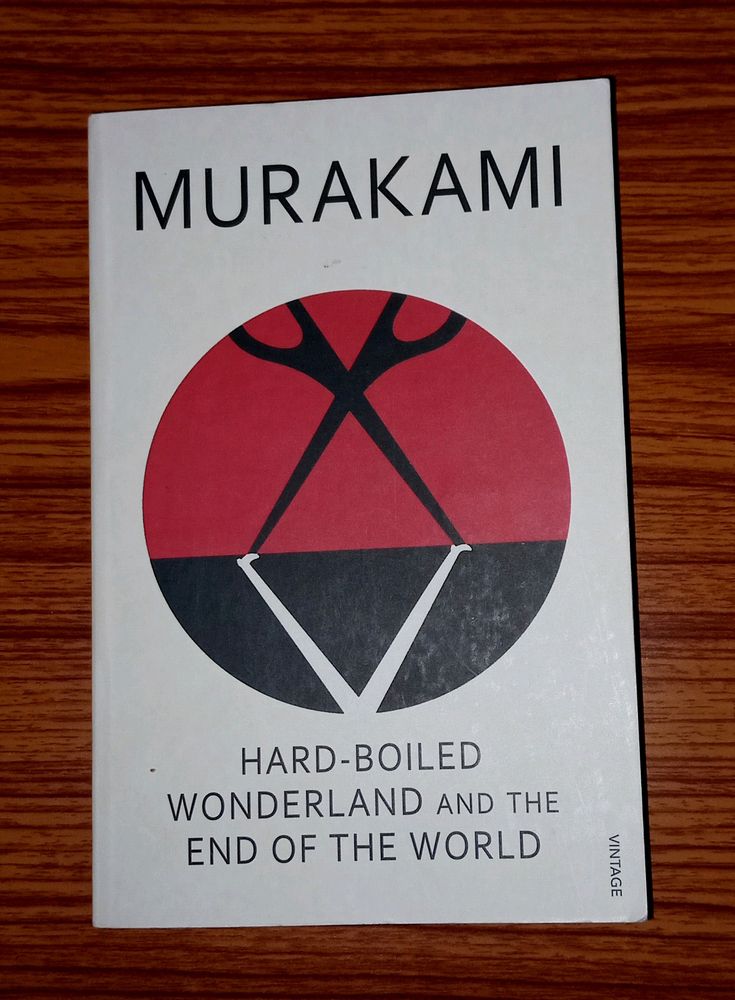 MURAKAMI
HARD-BOILED
WONDERLAND AND THE
END OF THE WORLD
VINTAGE